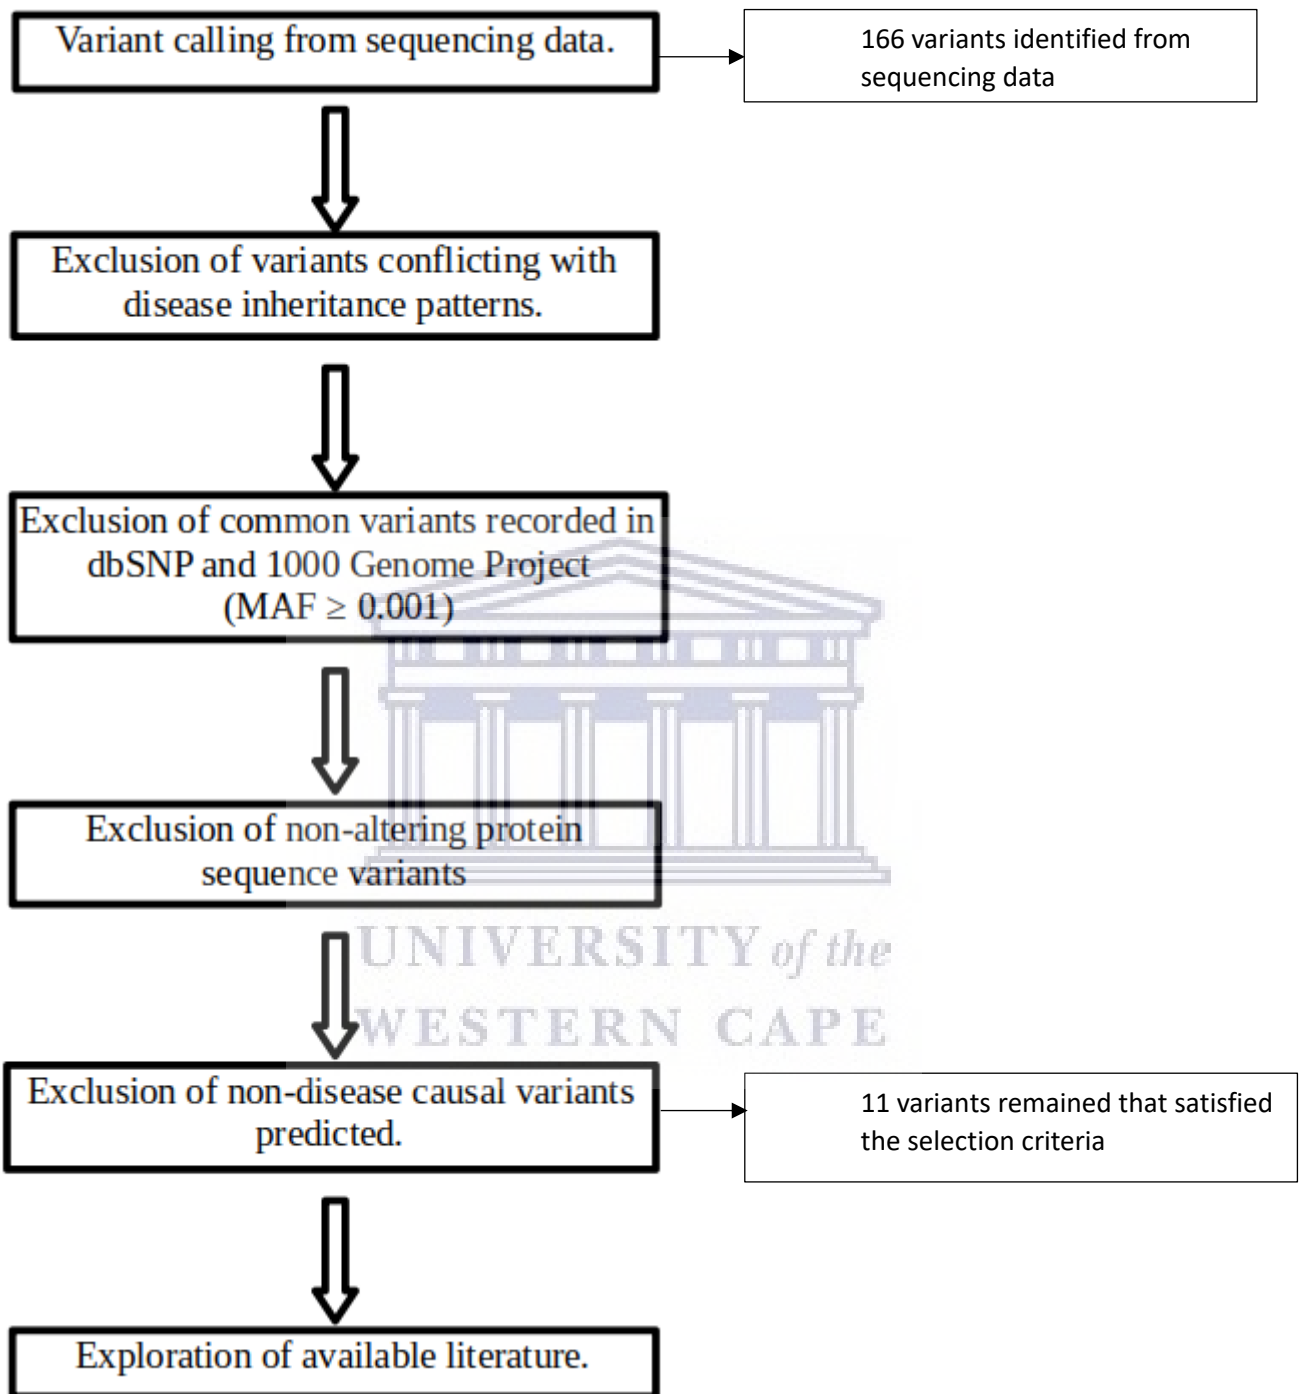 Variant calling from sequencing data.
166 variants identified from
sequencing data
Exclusion of variants conflicting with
disease inheritance patterns.
Exclusion of common variants recorded in
dbSNP and 1000 Genome Project
(MAF ≥ 0.001)
Exclusion of non-altering protein
sequence variants
UNIVERSITY of the
WESTERN CAPE
Exclusion of non-disease causal variants
predicted.
11 variants remained that satisfied
the selection criteria
Exploration of available literature.